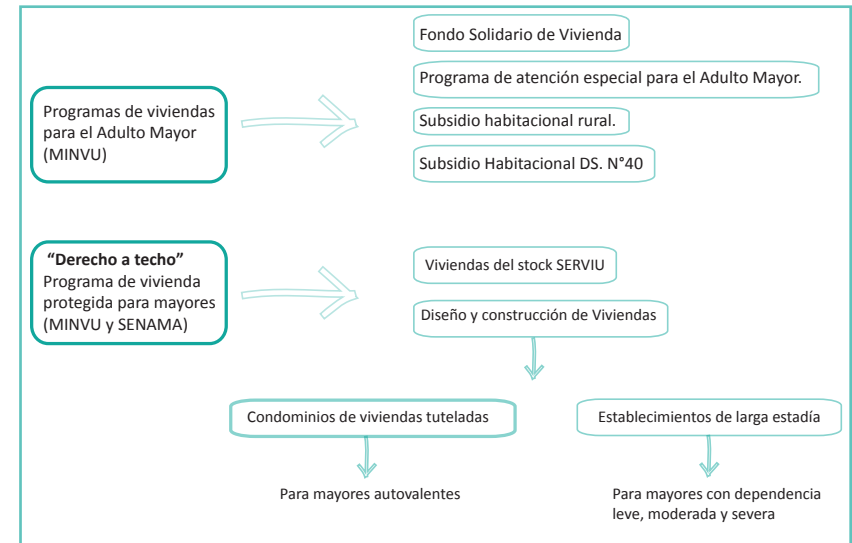 Fondo Solidario de Vivienda
Programa de atención especial para el Adulto Mayor.
Programas de viviendas
para el Adulto Mayor
(MINVU)
Subsidio habitacional rural.
Subsidio Habitacional DS. N°40
“Derecho a techo”
Programa de vivienda
protegida para mayores
(MINVU y SENAMA)
Viviendas del stock SERVIU
Diseño y construcción de Viviendas
Condominios de viviendas tuteladas
Establecimientos de larga estadía
Para mayores autovalentes
Para mayores con dependencia
leve, moderada y severa